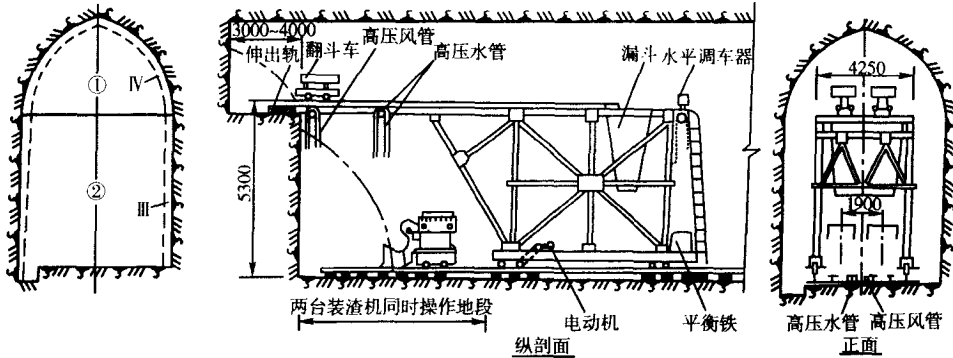 ①
Ⅳ
②
Ⅲ
3000~4000
伸出轨
翻斗车
高压风管
高压水管
漏斗
水平调车器
5300
两台装渣机同时操作地段
电动机
平衡铁
纵剖面
4250
1900
高压水管
高压风管
正面